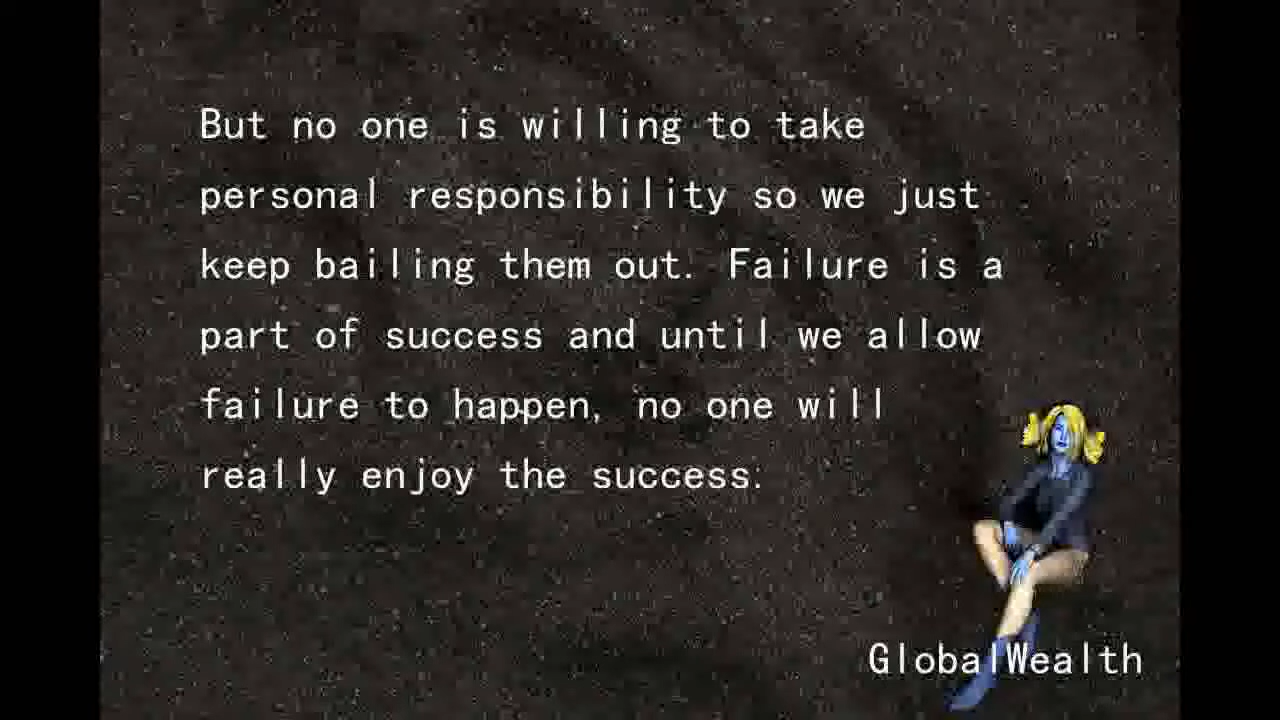 But no one is willing to take
personal responsibility so we just
keep bailing them out. Failure is a
part of success and until we allow
failure to happen, no one will
really enjoy the success.
GlobalWealth